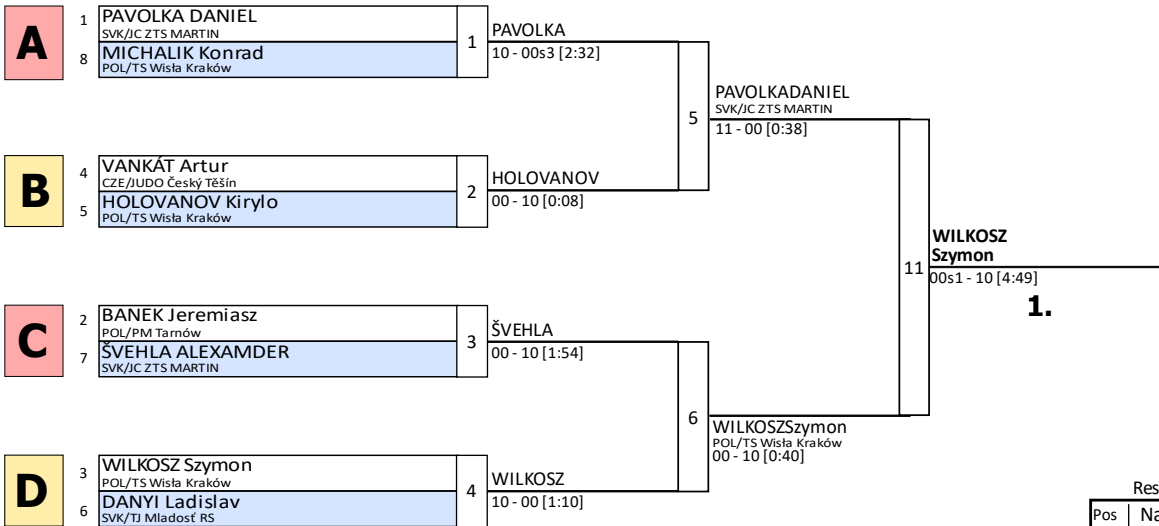 A
1 PAVOLKA DANIEL
SVK/JC ZTS MARTIN
8 MICHALIK Konrad
POL/TS Wisła Kraków
1
PAVOLKA
10 - 00s3 [2:32]
5
PAVOLKADANIEL
SVK/JC ZTS MARTIN
11 - 00 [0:38]
B
4 VANKÁT Artur
CZE/JUDO Český Těšín
5 HOLOVANOV Kirylo
POL/TS Wisła Kraków
2
HOLOVANOV
00 - 10 [0:08]
11
WILKOSZ
Szymon
00s1 - 10 [4:49]
1.
C
2 BANEK Jeremiasz
POL/PM Tarnów
7 ŠVEHLA ALEXAMDER
SVK/JC ZTS MARTIN
3
ŠVEHLA
00 - 10 [1:54]
6
WILKOSZSzymon
POL/TS Wisła Kraków
00 - 10 [0:40]
D
3 WILKOSZ Szymon
POL/TS Wisła Kraków
6 DANYI Ladislav
SVK/TJ Mladosť RS
4
WILKOSZ
10 - 00 [1:10]
Res
Pos Na